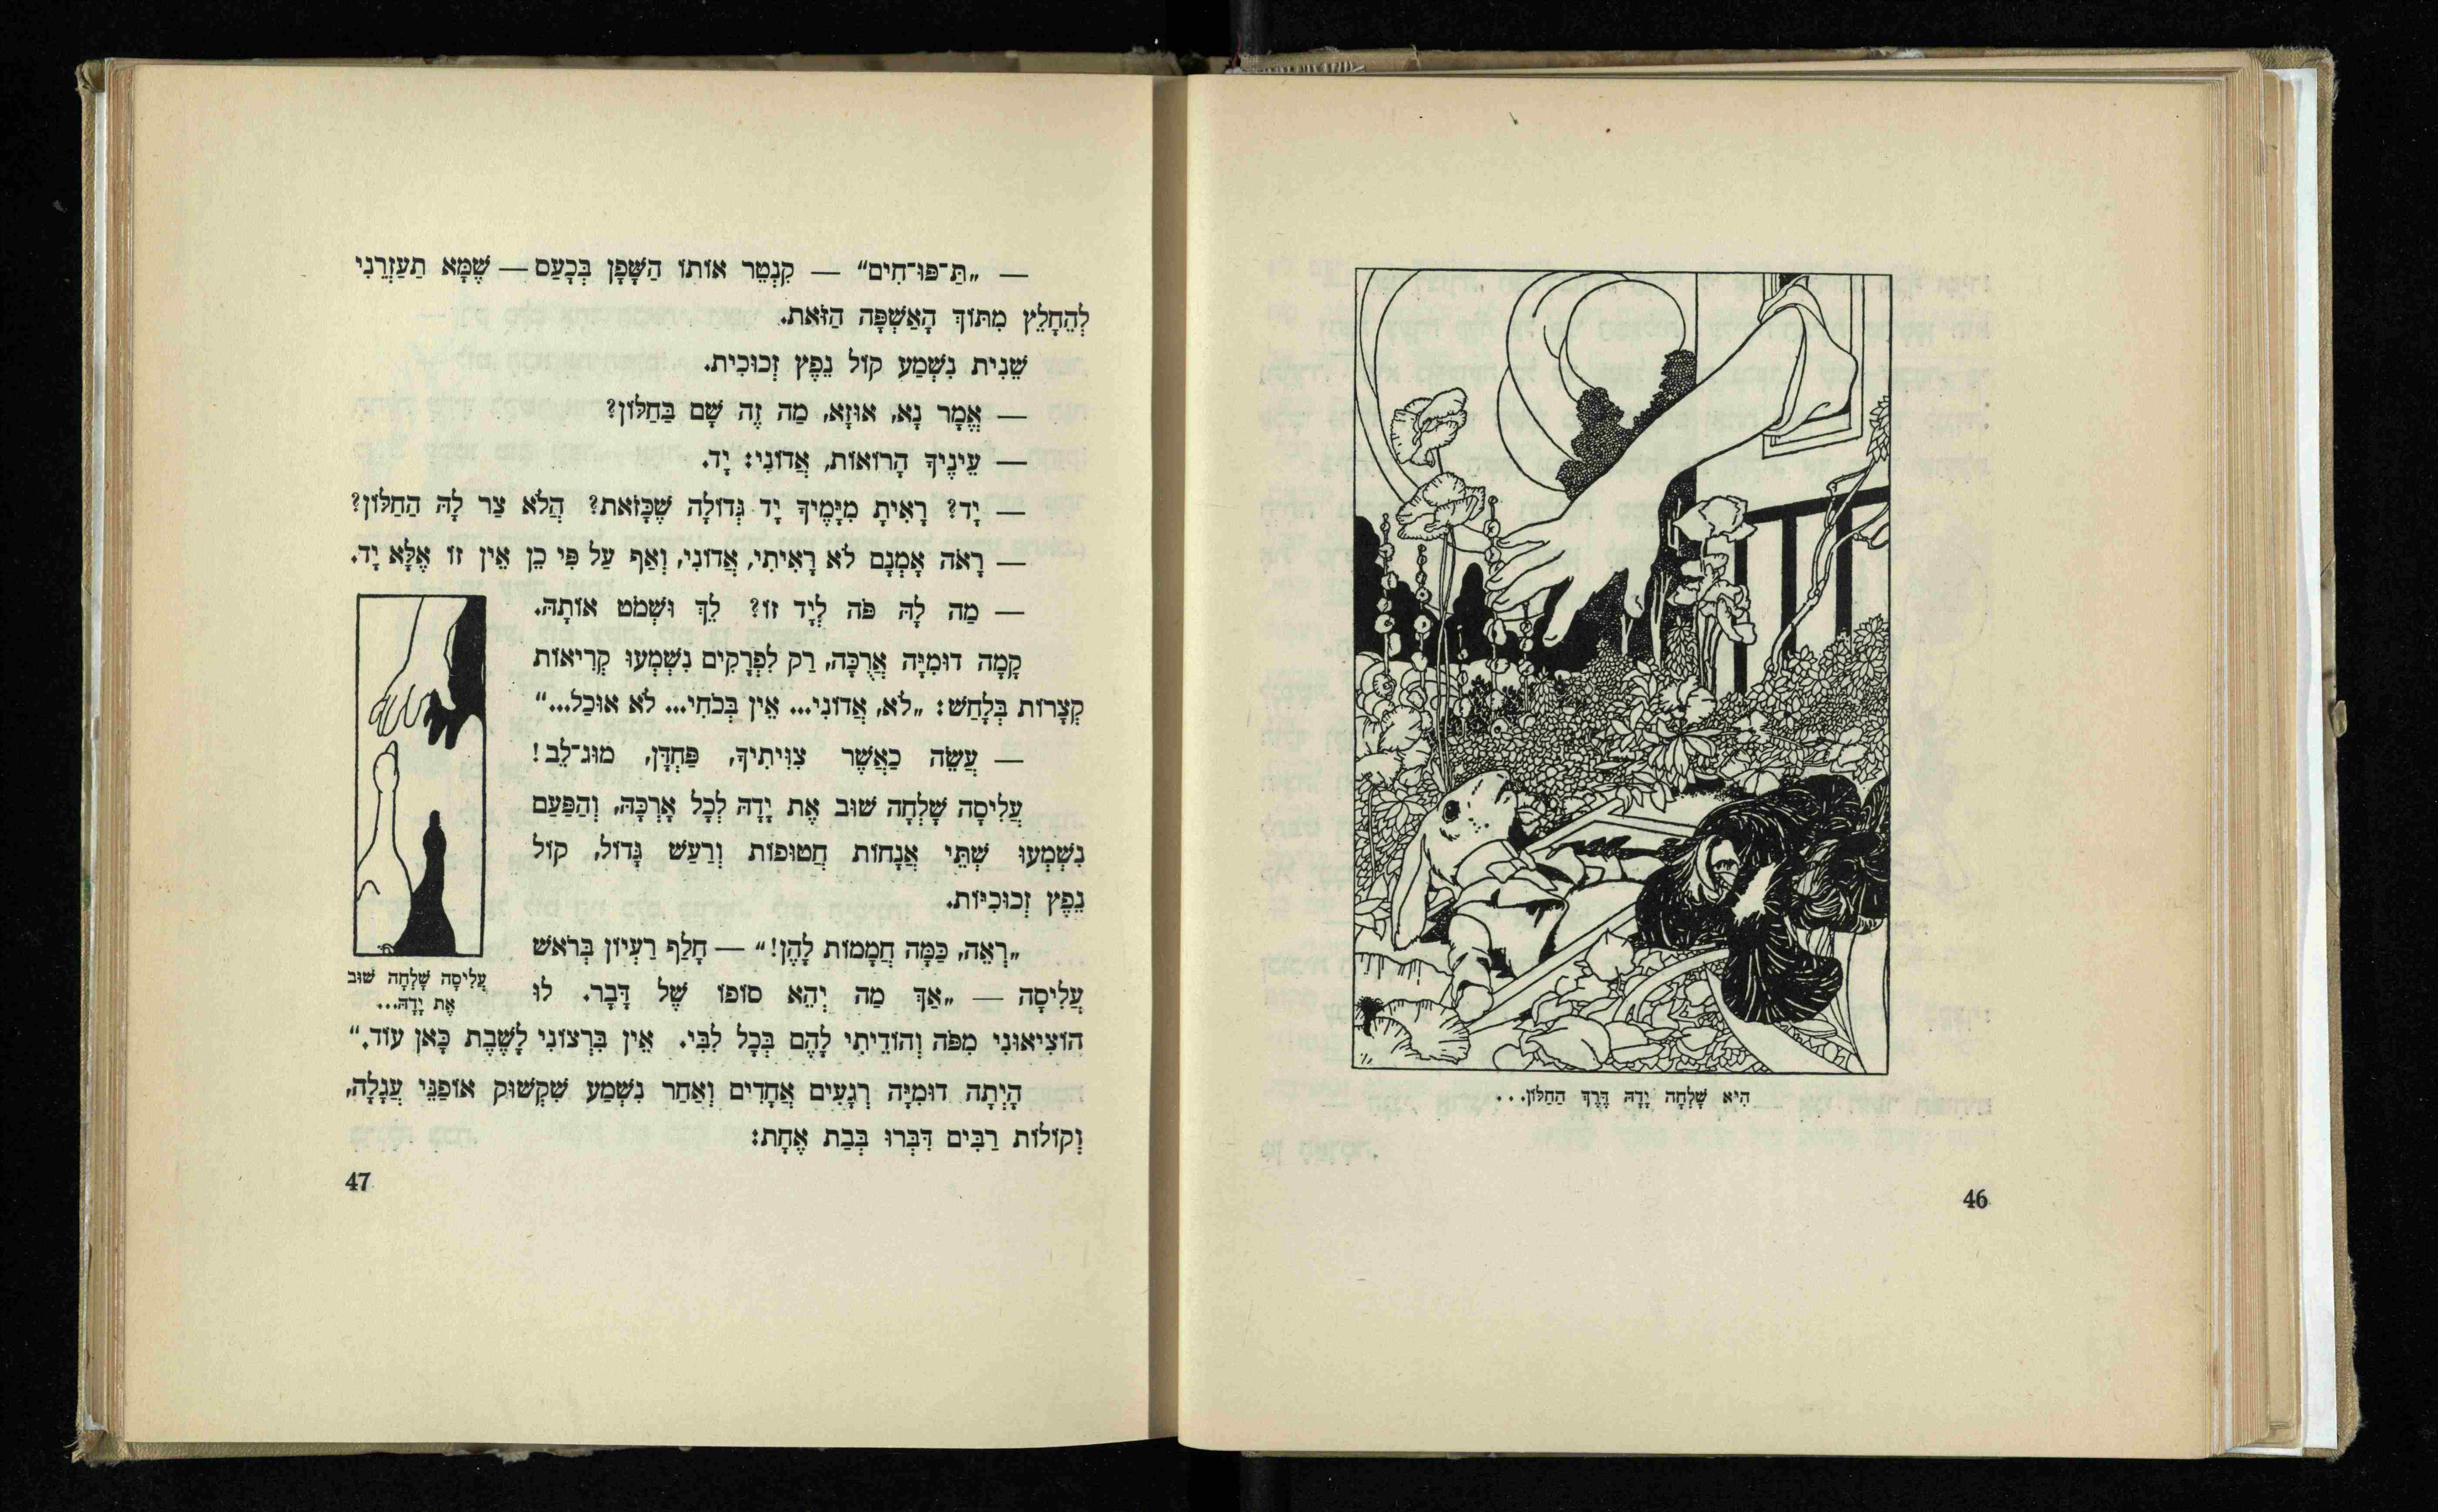 הִיא שָׁלְחָה יָדָהּ דֶּרֶךְ הַחַלּוֹן...
46
— „תַּ־פּוּ־חִים“ — קִנְטֵר אוֹתוֹ הַשָּׁפָן בְּכָעַס — שֶׁמָּא תַעַזְרֵנִי
לְהֵחָלֵץ מִתּוֹךְ הָאַשְׁפָּה הַזֹּאת.
שֵׁנִית נִשְׁמַע קוֹל נֵפֶץ זְכוּכִית.
— אֱמָר נָא, אוּזָא, מַה זֶּה שָׁם בַּחַלּוֹן?
— עֵינֶיךָ הָרוֹאוֹת, אֲדוֹנִי: יָד.
— יָד? רָאִיתָ מִיָּמֶיךָ יָד גְּדוֹלָה שֶׁכָּזֹאת? הֲלֹא צַר לָהּ הַחַלּוֹן?
— רָאֹה אָמְנָם לֹא רָאִיתִי, אֲדוֹנִי, וְאַף עַל פִּי כֵן אֵין זוֹ אֶלָּא יָד.
— מַה לָּהּ פֹּה לְיָד זוֹ? לֵךְ וּשְׁמֹט אוֹתָהּ.
קָמָה דוּמִיָּה אֲרֻכָּה, רַק לִפְרָקִים נִשְׁמְעוּ קְרִיאוֹת
קְצָרוֹת בְּלָחַשׁ: „לֹא, אֲדוֹנִי... אֵין בְּכֹחִי... לֹא אוּכַל...“
— עֲשֵׂה כַאֲשֶׁר צִוִּיתִיךָ, פַּחְדָּן, מוּג־לֵב!
עֲלִיסָה שָׁלְחָה שׁוּב אֶת יָדָהּ לְכָל אָרְכָּהּ, וְהַפַּעַם
נִשְׁמְעוּ שְׁתֵּי אֲנָחוֹת חֲטוּפוֹת וְרַעַשׁ גָּדוֹל, קוֹל
נֵפֶץ זְכוּכִיּוֹת.
„רְאֵה, כַּמָּה חֲמָמוֹת לָהֶן!“ — חָלַף רַעְיוֹן בְּרֹאשׁ
עֲלִיסָה — „אַךְ מַה יְּהֵא סוֹפוֹ שֶׁל דָּבָר. לוּ
הוֹצִיאוּנִי מִפֹּה וְהוֹדֵיתִי לָהֶם בְּכָל לִבִּי. אֵין בִּרְצוֹנִי לָשֶׁבֶת כָּאן עוֹד.“
הָיְתָה דוּמִיָּה רְגָעִים אֲחָדִים וְאַחַר נִשְׁמַע שִׁקְשׁוּק אוֹפַנֵּי עֲגָלָה,
וְקוֹלוֹת רַבִּים דִּבְּרוּ בְּבַת אֶחָת:
עֲלִיסָה שָׁלְחָה שׁוּב
אֶת יָדָהּ...
47